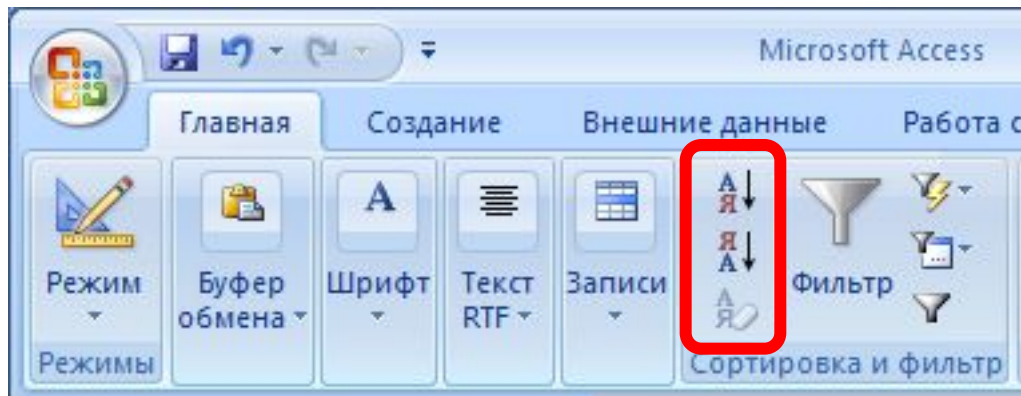 Microsoft Access
Главная Создание Внешние данные Работа с
А
Я
Я
А
А
Я
Режим
Буфер
обмена
А
Шрифт
Текст
RTF
Записи
Фильтр
Режимы
Сортировка и фильтр